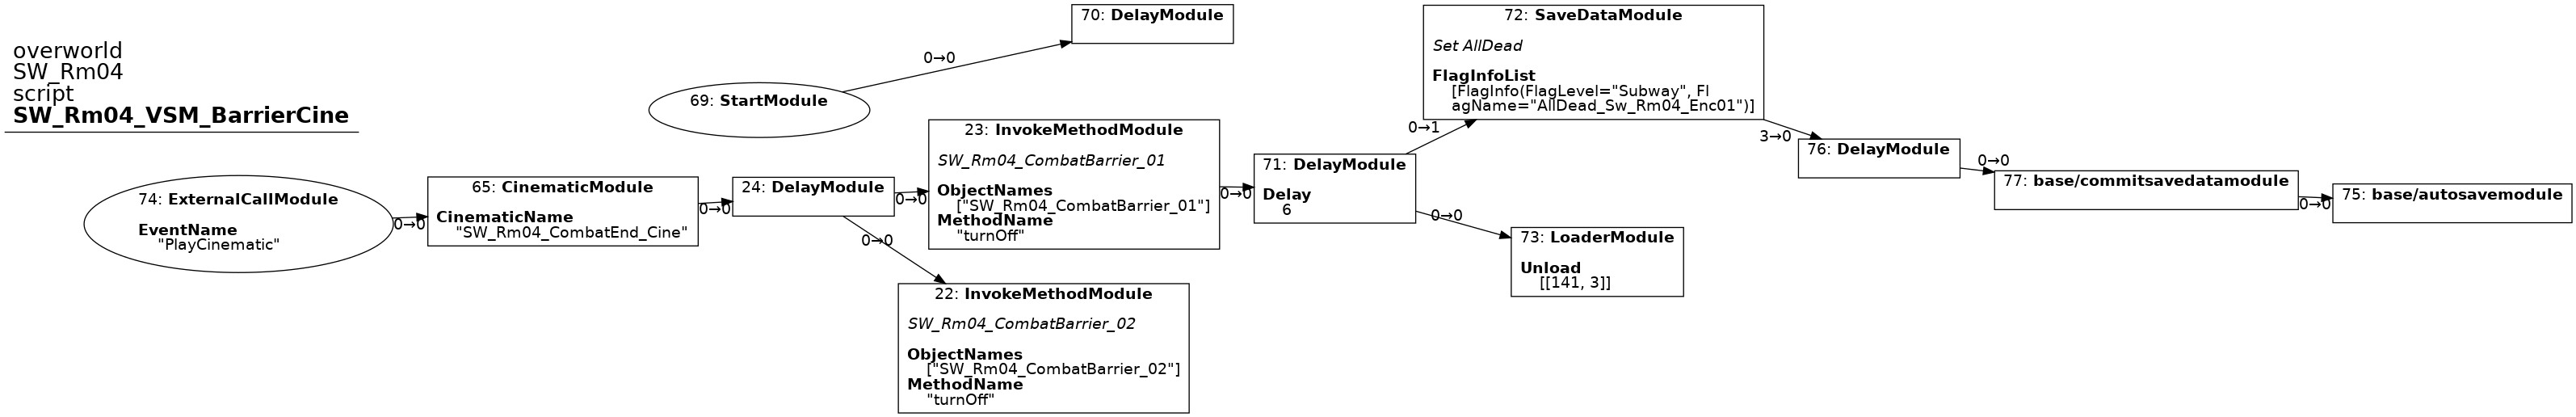 overworld
SW_Rm04
script
SW_Rm04_VSM_BarrierCine
70: DelayModule
0→0
69: StartModule
72: SaveDataModule
Set AllDead
FlagInfoList
[FlagInfo(FlagLevel="Subway", Fl
agName="AllDead_Sw_Rm04_Enc01")]
0→1
3→0
76: DelayModule
0→0
77: base/commitsavedatamodule
0→0
75: base/autosavemodule
74: ExternalCallModule
EventName
"PlayCinematic"
0→0
65: CinematicModule
CinematicName
"SW_Rm04_CombatEnd_Cine"
0→0
24: DelayModule
0→0
0→0
23: InvokeMethodModule
SW_Rm04_CombatBarrier_01
ObjectNames
["SW_Rm04_CombatBarrier_01"]
MethodName
"turnOff"
0→0
71: DelayModule
Delay
6
0→0
73: LoaderModule
Unload
[[141, 3]]
22: InvokeMethodModule
SW_Rm04_CombatBarrier_02
ObjectNames
["SW_Rm04_CombatBarrier_02"]
MethodName
"turnOff"